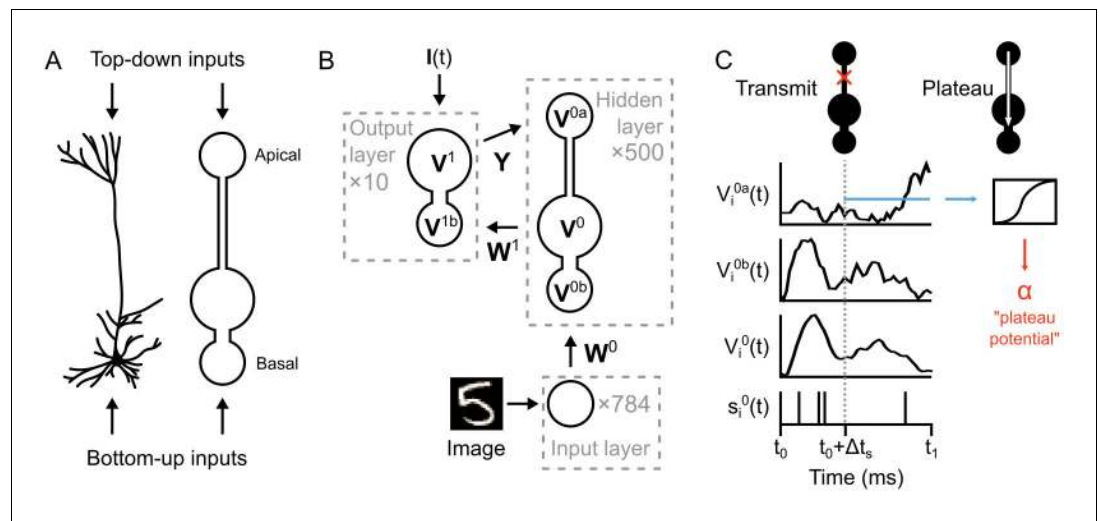 A
Top-down inputs
Apical
Basal
Bottom-up inputs
B
I(t)
Output
layer
×10
V¹
V¹ᵇ
Y
W¹
Hidden
layer
×500
V⁰ᵃ
V⁰
V⁰ᵇ
W⁰
5
Image
×784
Input layer
C
Transmit
Plateau
Vᵢ⁰ᵃ(t)
Vᵢ⁰ᵇ(t)
Vᵢ⁰(t)
sᵢ⁰(t)
α
"plateau
potential"
t₀
t₀+Δtₛ
t₁
Time (ms)